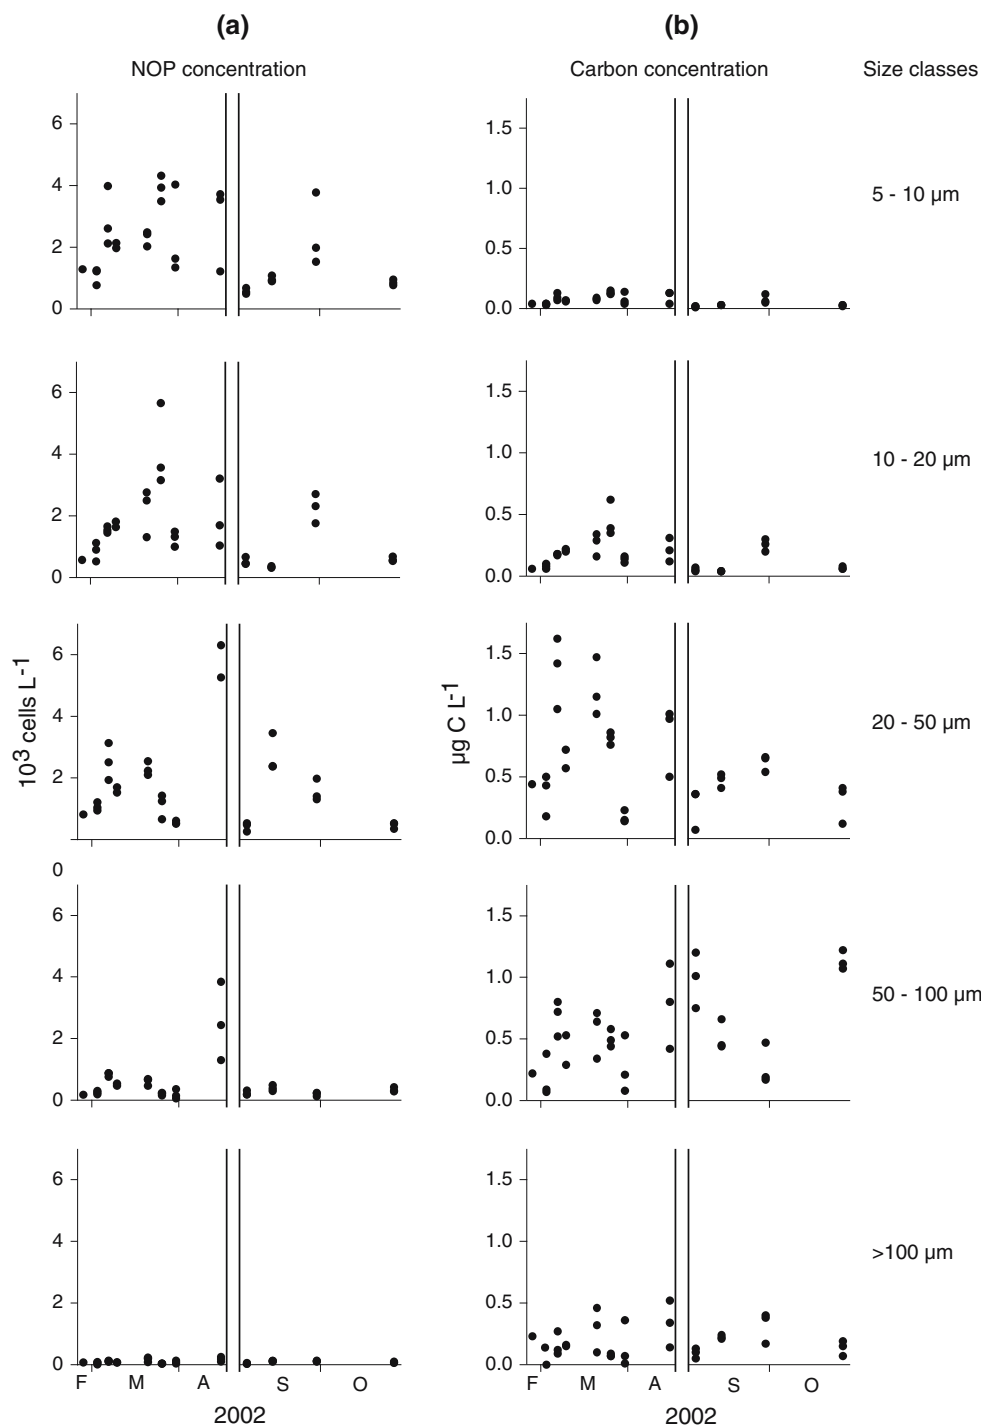 (a) (b)
NOP concentration Carbon concentration Size classes
6 1.5
4 1.0
2 0.5
0 0.0
5 - 10 µm
6 1.5
4 1.0
2 0.5
0 0.0
10 - 20 µm
10³ cells L⁻¹
µg C L⁻¹
6 1.5
4 1.0
2 0.5
0 0.0
20 - 50 µm
6 1.5
4 1.0
2 0.5
0 0.0
50 - 100 µm
6 1.5
4 1.0
2 0.5
0 0.0
>100 µm
F M A S O F M A S O
2002 2002